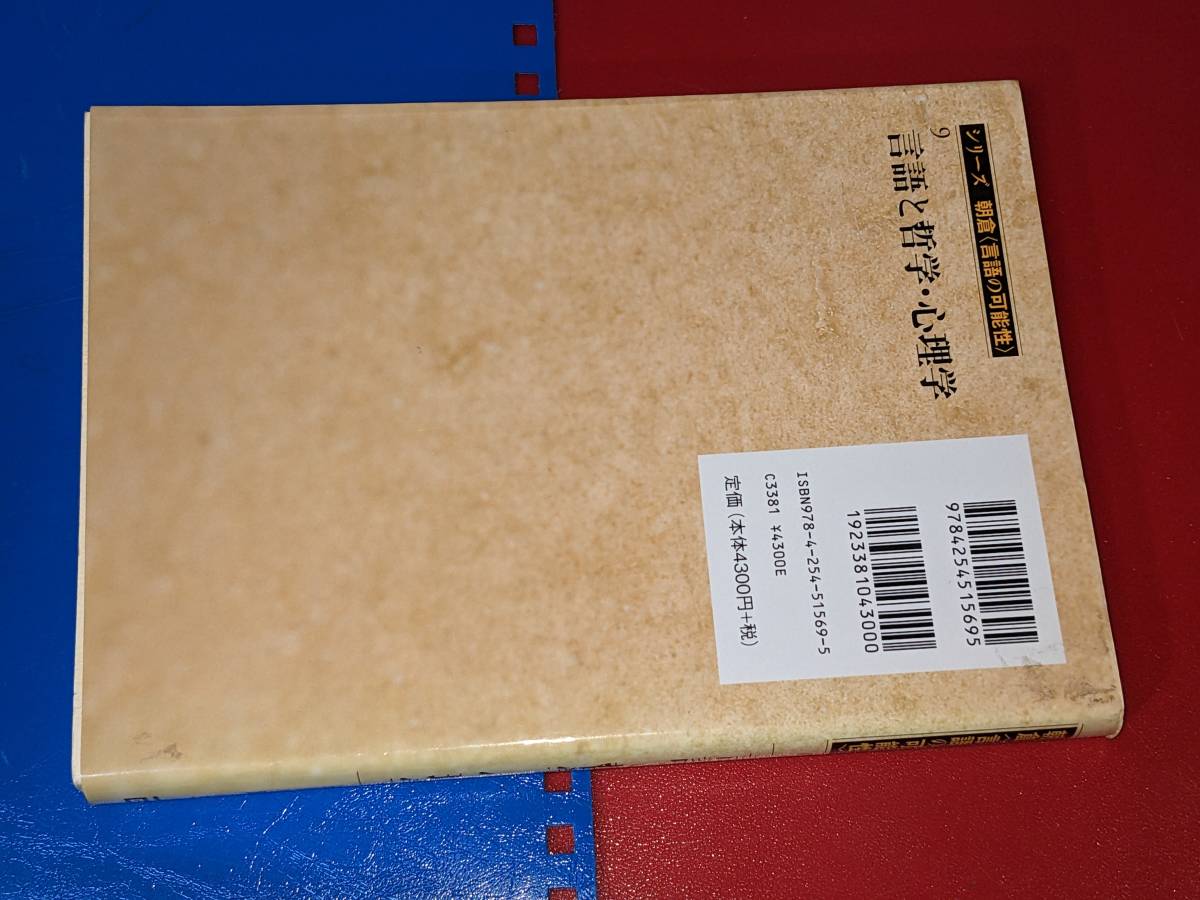 シリーズ 朝倉〈言語の可能性〉
9
言語と哲学・心理学
9784254515695
1923381043000
ISBN978-4-254-51569-5
C3381 ¥4300E
定価（本体4300円+税）
朝倉〈言語の可能性〉